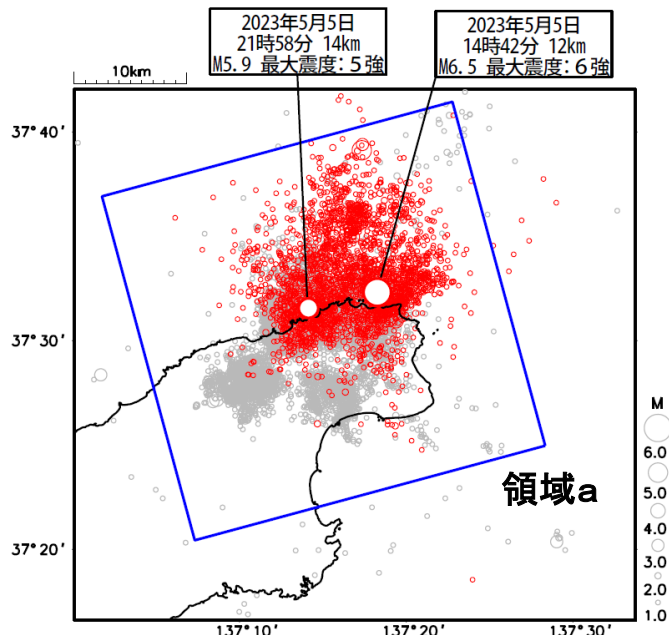 2023年5月5日
21時58分 14km
M5.9 最大震度:5強
2023年5月5日
14時42分 12km
M6.5 最大震度:6強
10km
37°40′
37°30′
37°20′
137°10′
137°20′
137°30′
領域a
M
6.0
5.0
4.0
3.0
2.0
1.0